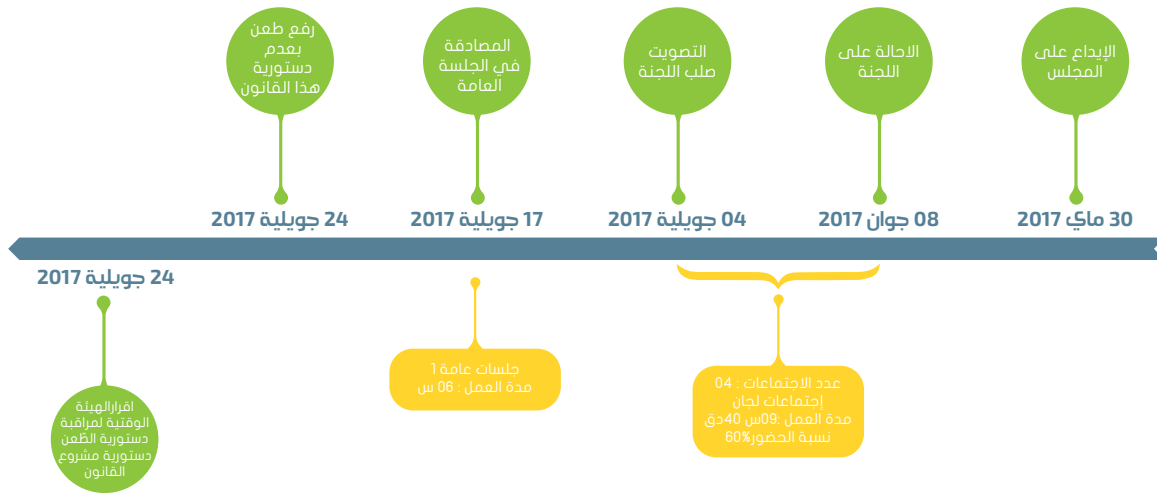 الإيداع على
المجلس
30 ماي 2017
الاحالة على
اللجنة
08 جوان 2017
التصويت
صلب اللجنة
04 جويلية 2017
المصادقة
في الجلسة
العامة
17 جويلية 2017
رفع طعن
بعدم
دستورية
هذا القانون
24 جويلية 2017
عدد الاجتماعات : 04
إجتماعات لجان
مدة العمل :09س 40دق
نسبة الحضور60%
جلسات عامة 1
مدة العمل : 06 س
24 جويلية 2017
اقرارالهيئة
الوقتية لمراقبة
دستورية الطّعن
دستورية مشروع
القانون